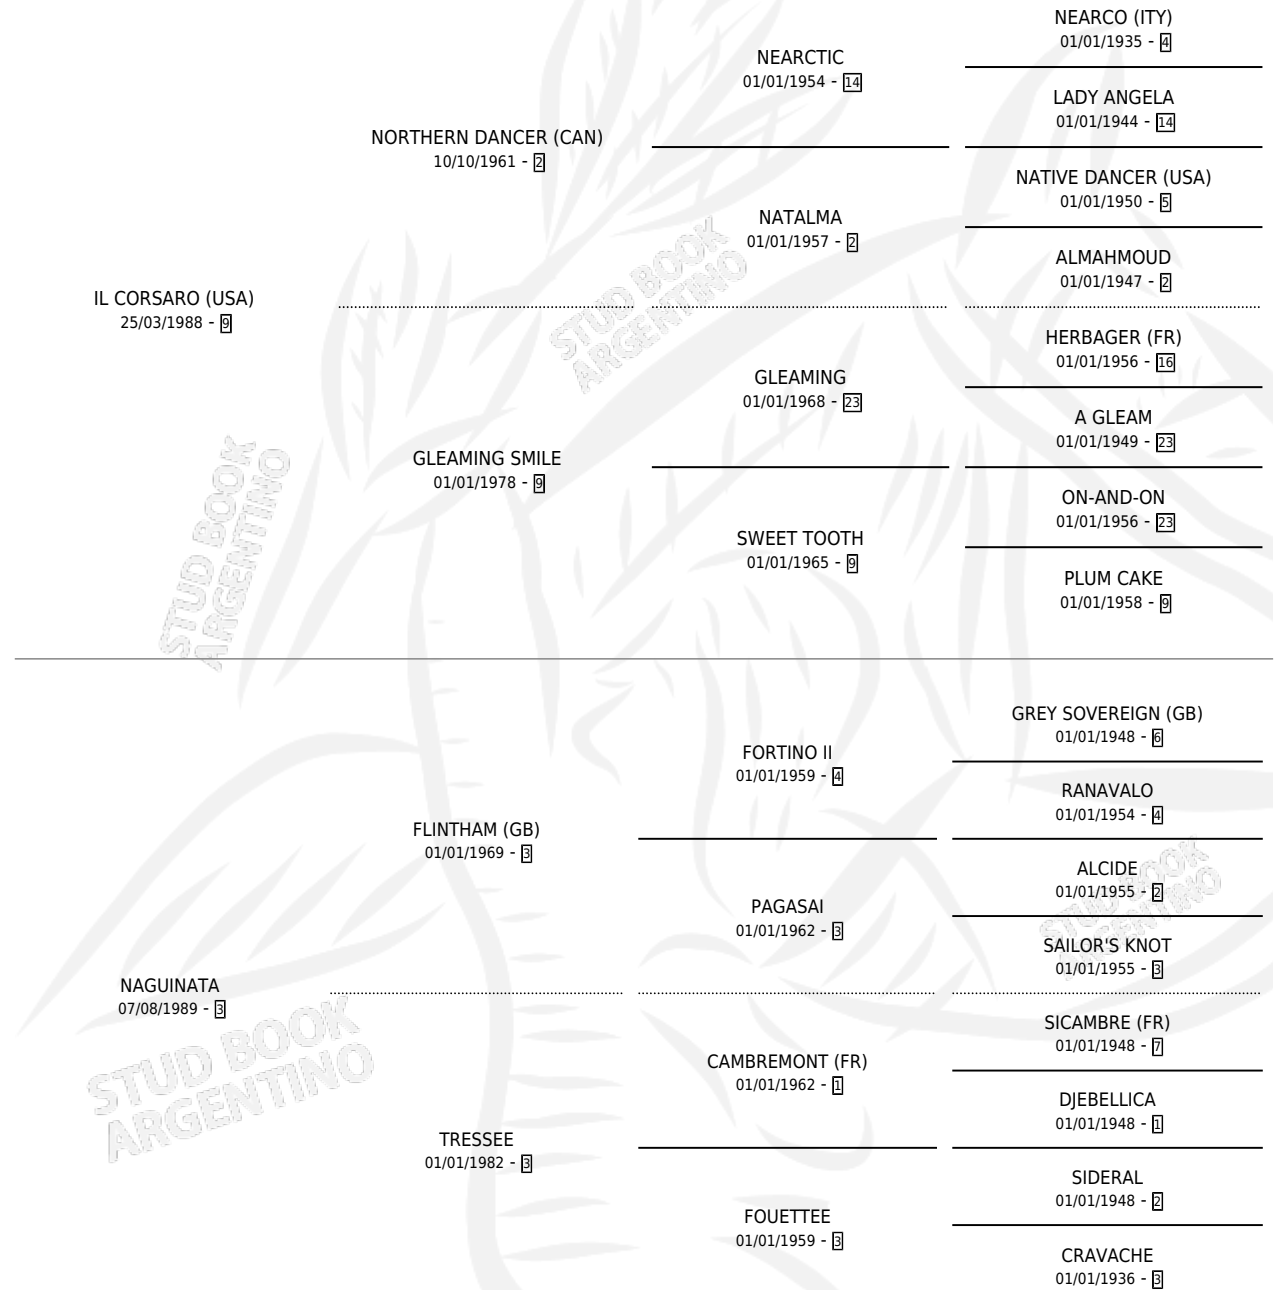 IL CORSARO (USA)
25/03/1988 - 9
NORTHERN DANCER (CAN)
10/10/1961 - 2
NEARCTIC
01/01/1954 - 14
NEARCO (ITY)
01/01/1935 - 4
LADY ANGELA
01/01/1944 - 14
NATALMA
01/01/1957 - 2
NATIVE DANCER (USA)
01/01/1950 - 5
ALMAHMOUD
01/01/1947 - 2
GLEAMING SMILE
01/01/1978 - 9
GLEAMING
01/01/1968 - 23
HERBAGER (FR)
01/01/1956 - 16
A GLEAM
01/01/1949 - 23
SWEET TOOTH
01/01/1965 - 9
ON-AND-ON
01/01/1956 - 23
PLUM CAKE
01/01/1958 - 9
NAGUINATA
07/08/1989 - 3
FLINTHAM (GB)
01/01/1969 - 3
FORTINO II
01/01/1959 - 4
GREY SOVEREIGN (GB)
01/01/1948 - 6
RANAVALO
01/01/1954 - 4
PAGASAI
01/01/1962 - 3
ALCIDE
01/01/1955 - 2
SAILOR'S KNOT
01/01/1955 - 3
TRESSEE
01/01/1982 - 3
CAMBREMONT (FR)
01/01/1962 - 1
SICAMBRE (FR)
01/01/1948 - 7
DJEBELLICA
01/01/1948 - 1
FOUETTEE
01/01/1959 - 3
SIDERAL
01/01/1948 - 2
CRAVACHE
01/01/1936 - 3
STUD BOOK
ARGENTINO
STUD BOOK
ARGENTINO
STUD BOOK
ARGENTINO
STUD BOOK
ARGENTINO